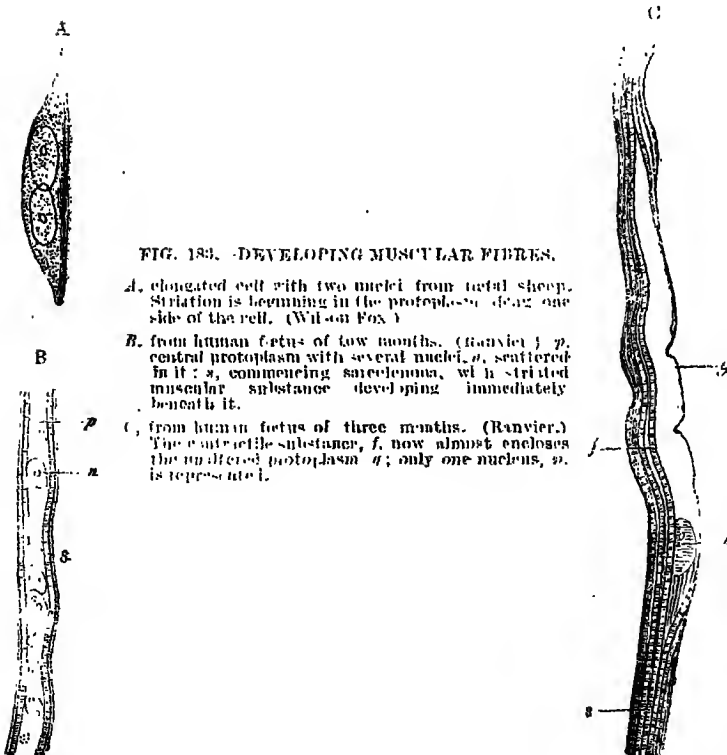 A
C
FIG. 183. -DEVELOPING MUSCULAR FIBRES.
A, elongated cell with two nuclei from fœtal sheep.
Striation is beginning in the protoplasm along one
side of the cell. (Wilson Fox)
B, from human fœtus of two months. (Ranvier) p,
central protoplasm with several nuclei, n, scattered
in it; s, commencing sarcolemma, with striated
muscular substance developing immediately
beneath it.
C, from human fœtus of three months. (Ranvier.)
The contractile substance, f, now almost encloses
the unaltered protoplasm g; only one nucleus, n,
is represented.
B
p
n
s
g
f
s